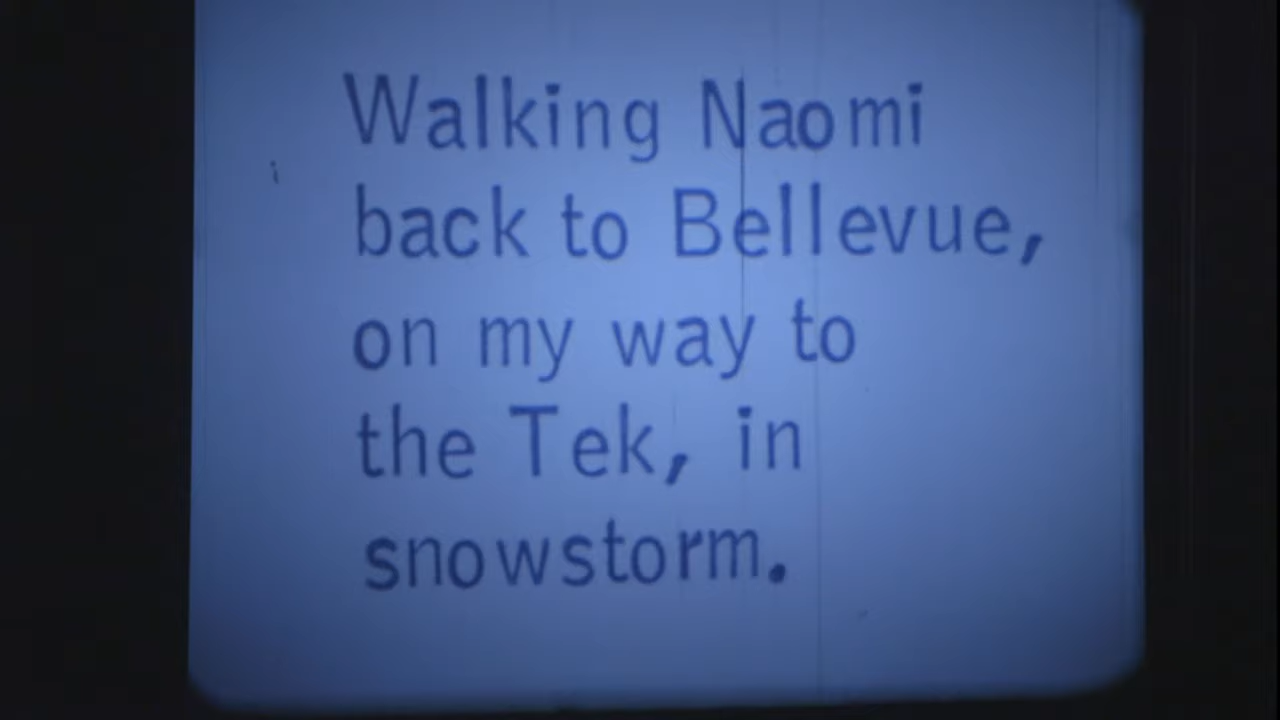 Walking Naomi
back to Bellevue,
on my way to
the Tek, in
snowstorm.